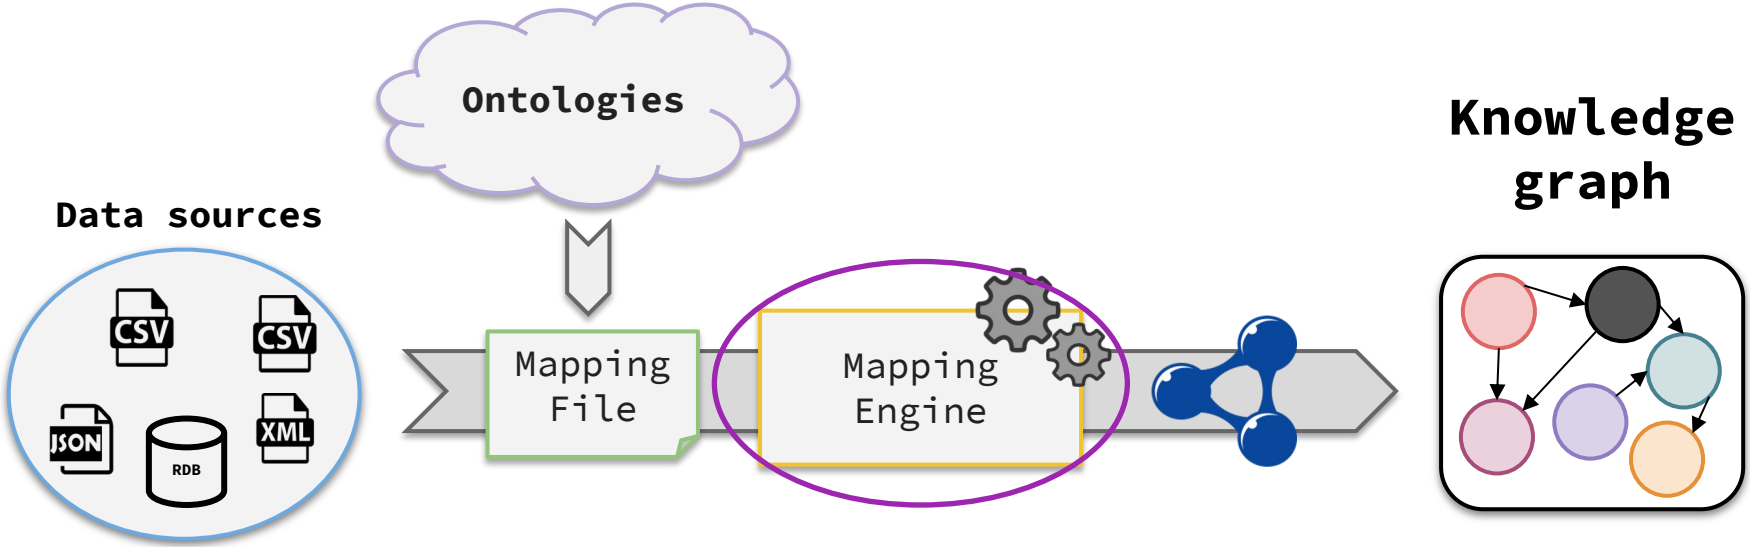 Ontologies
Knowledge
graph
Data sources
CSV
CSV
JSON
RDB
XML
Mapping
File
Mapping
Engine